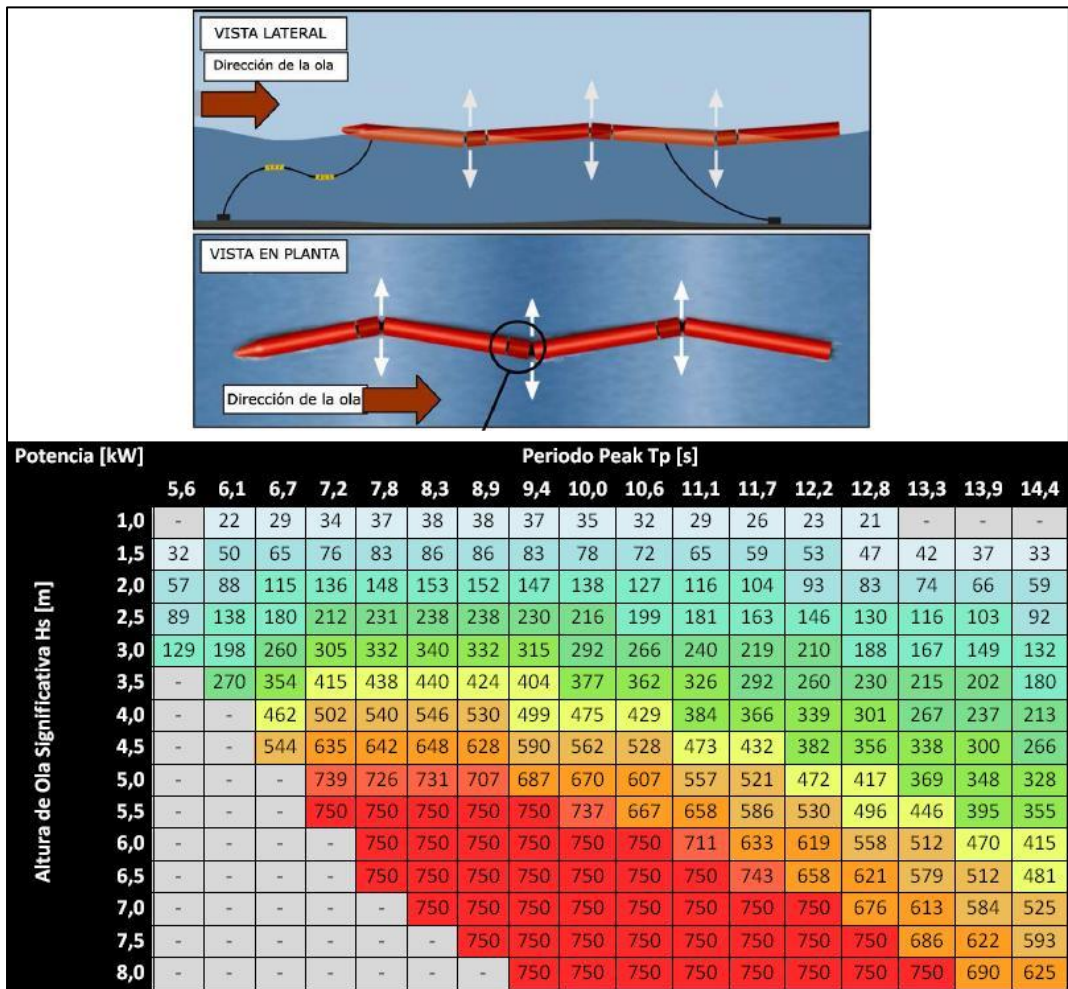 VISTA LATERAL
Dirección de la ola
VISTA EN PLANTA
Dirección de la ola
Potencia [kW] Periodo Peak Tp [s]
5,6 6,1 6,7 7,2 7,8 8,3 8,9 9,4 10,0 10,6 11,1 11,7 12,2 12,8 13,3 13,9 14,4
Altura de Ola Significativa Hs [m]
1,0 - 22 29 34 37 38 38 37 35 32 29 26 23 21 - - -
1,5 32 50 65 76 83 86 86 83 78 72 65 59 53 47 42 37 33
2,0 57 88 115 136 148 153 152 147 138 127 116 104 93 83 74 66 59
2,5 89 138 180 212 231 238 238 230 216 199 181 163 146 130 116 103 92
3,0 129 198 260 305 332 340 332 315 292 266 240 219 210 188 167 149 132
3,5 - 270 354 415 438 440 424 404 377 362 326 292 260 230 215 202 180
4,0 - - 462 502 540 546 530 499 475 429 384 366 339 301 267 237 213
4,5 - - 544 635 642 648 628 590 562 528 473 432 382 356 338 300 266
5,0 - - - 739 726 731 707 687 670 607 557 521 472 417 369 348 328
5,5 - - - 750 750 750 750 750 737 667 658 586 530 496 446 395 355
6,0 - - - - 750 750 750 750 750 750 711 633 619 558 512 470 415
6,5 - - - - 750 750 750 750 750 750 750 743 658 621 579 512 481
7,0 - - - - - 750 750 750 750 750 750 750 750 676 613 584 525
7,5 - - - - - - 750 750 750 750 750 750 750 750 686 622 593
8,0 - - - - - - - 750 750 750 750 750 750 750 750 690 625